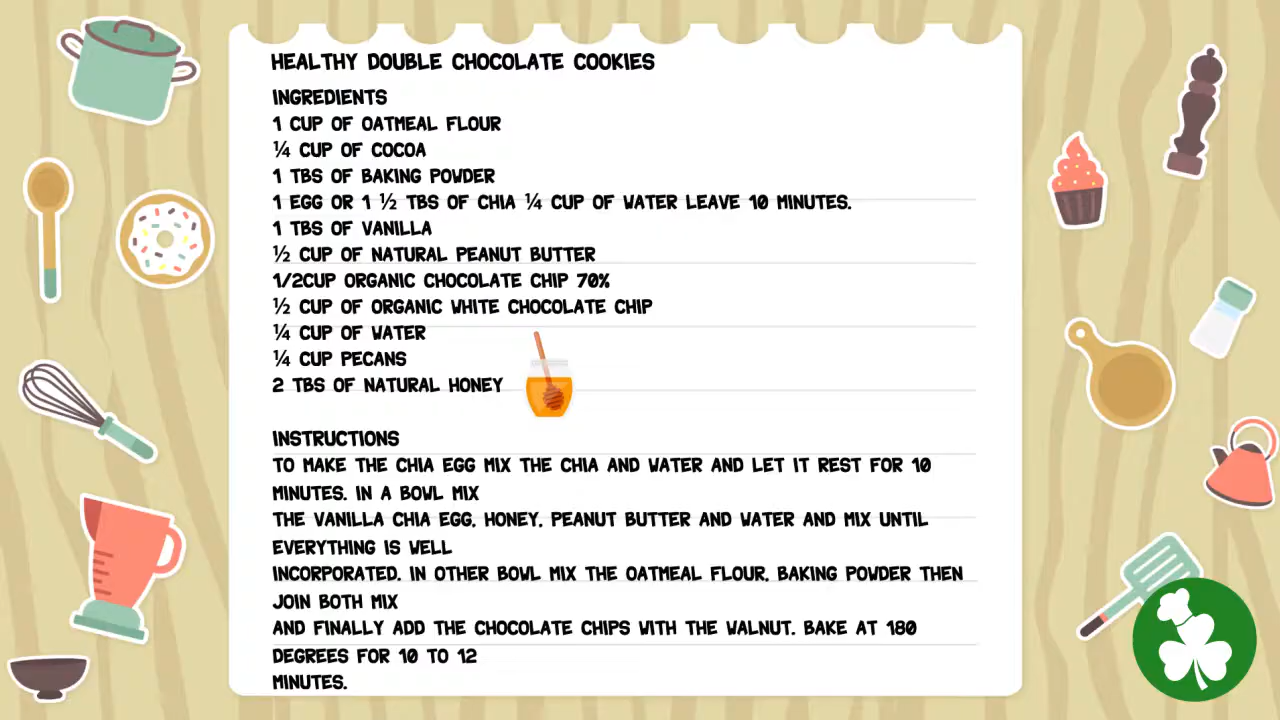 HEALTHY DOUBLE CHOCOLATE COOKIES
INGREDIENTS
1 CUP OF OATMEAL FLOUR
¼ CUP OF COCOA
1 TBS OF BAKING POWDER
1 EGG OR 1 ½ TBS OF CHIA ¼ CUP OF WATER LEAVE 10 MINUTES.
1 TBS OF VANILLA
½ CUP OF NATURAL PEANUT BUTTER
1/2CUP ORGANIC CHOCOLATE CHIP 70%
½ CUP OF ORGANIC WHITE CHOCOLATE CHIP
¼ CUP OF WATER
¼ CUP PECANS
2 TBS OF NATURAL HONEY
INSTRUCTIONS
TO MAKE THE CHIA EGG MIX THE CHIA AND WATER AND LET IT REST FOR 10
MINUTES. IN A BOWL MIX
THE VANILLA CHIA EGG, HONEY, PEANUT BUTTER AND WATER AND MIX UNTIL
EVERYTHING IS WELL
INCORPORATED. IN OTHER BOWL MIX THE OATMEAL FLOUR, BAKING POWDER THEN
JOIN BOTH MIX
AND FINALLY ADD THE CHOCOLATE CHIPS WITH THE WALNUT. BAKE AT 180
DEGREES FOR 10 TO 12
MINUTES.